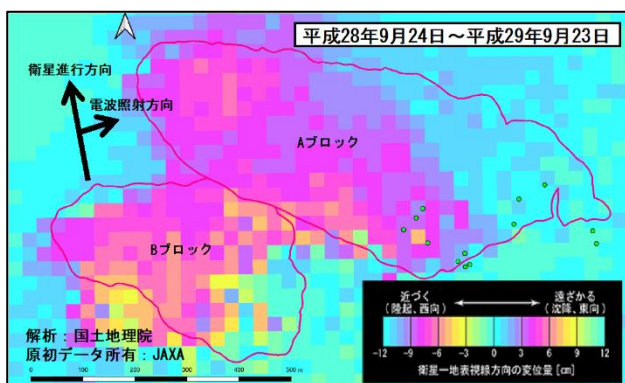 平成28年9月24日～平成29年9月23日
衛星進行方向
電波照射方向
Aブロック
Bブロック
解析：国土地理院
原初データ所有：JAXA
0 100 200 300 400 500 m
近づく
(隆起、西向)
遠ざかる
(沈降、東向)
-12 -9 -6 -3 0 3 6 9 12
衛星－地表視線方向の変位量 [cm]